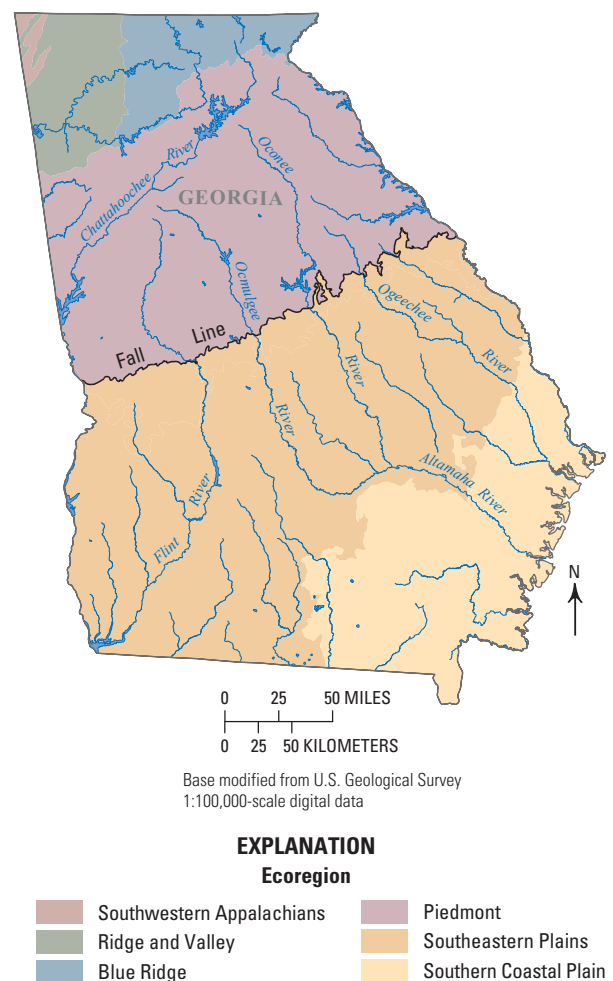 Chattahoochee River
Oconee
GEORGIA
Ocmulgee
Fall Line
Ogeechee
River
River
River
Altamaha River
Flint River
N
0 25 50 MILES
0 25 50 KILOMETERS
Base modified from U.S. Geological Survey
1:100,000-scale digital data
EXPLANATION
Ecoregion
Southwestern Appalachians
Ridge and Valley
Blue Ridge
Piedmont
Southeastern Plains
Southern Coastal Plain